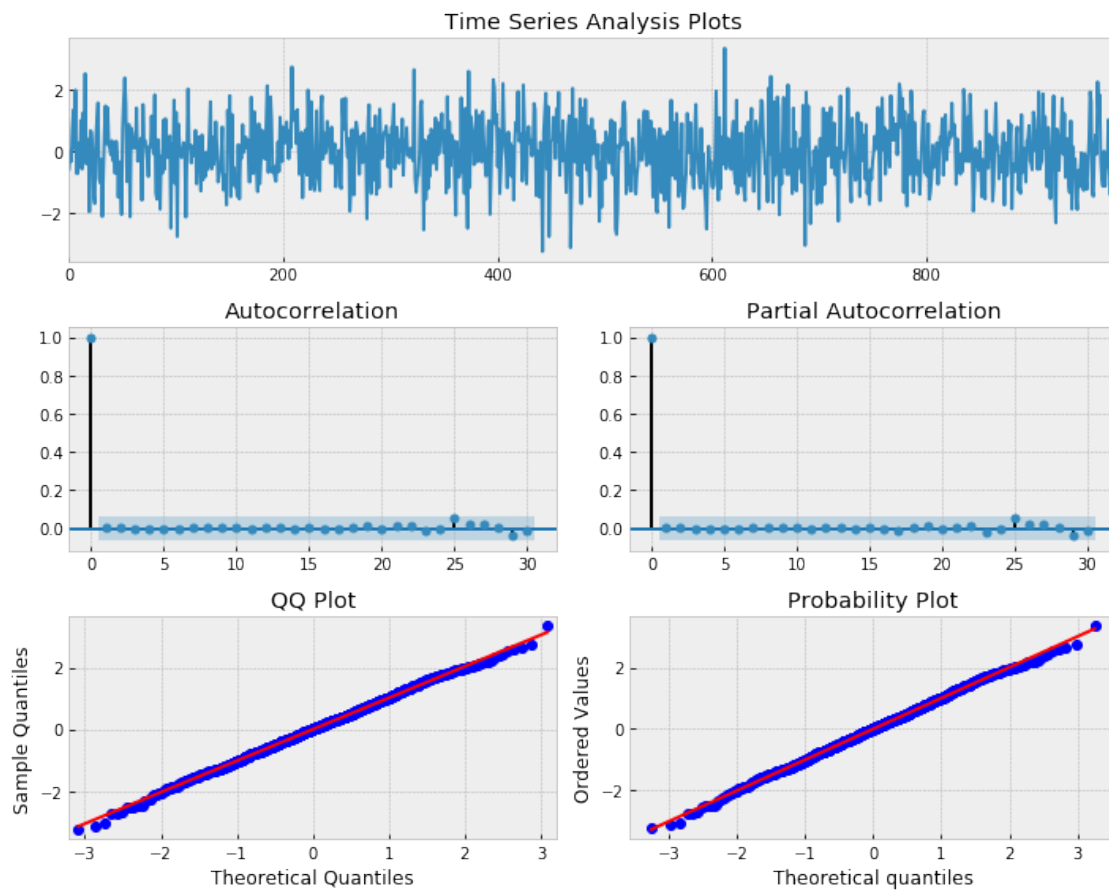 Time Series Analysis Plots
2
0
−2
0 200 400 600 800
Autocorrelation Partial Autocorrelation
1.0 1.0
0.8 0.8
0.6 0.6
0.4 0.4
0.2 0.2
0.0 0.0
0 5 10 15 20 25 30 0 5 10 15 20 25 30
QQ Plot Probability Plot
Sample Quantiles
2
0
−2
−3 −2 −1 0 1 2 3
Theoretical Quantiles
Ordered Values
2
0
−2
−3 −2 −1 0 1 2 3
Theoretical quantiles